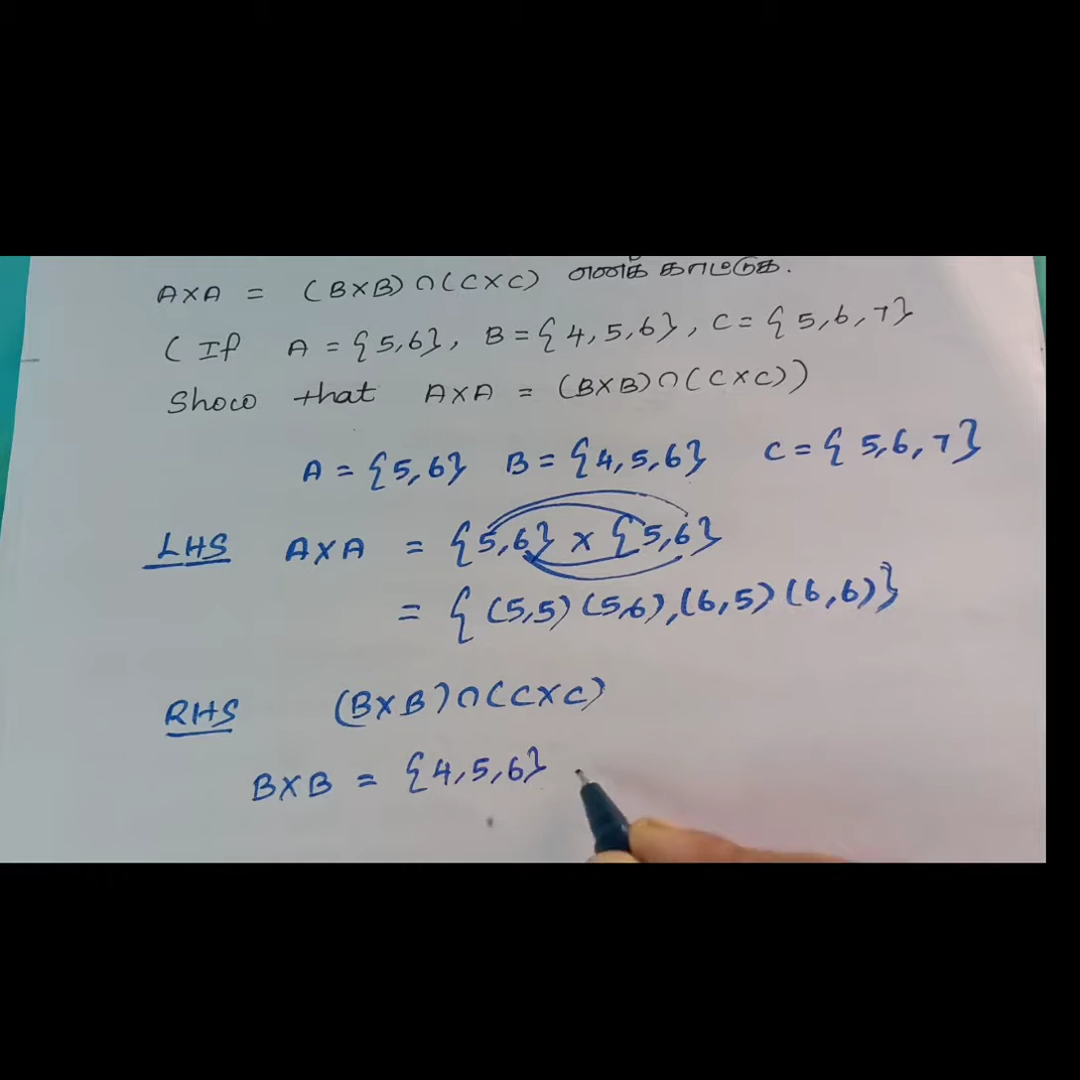 A×A = (B×B)∩(C×C) எனக் காட்டுக.
(If A = {5,6}, B = {4,5,6}, C = {5,6,7}
Show that A×A = (B×B)∩(C×C))
A = {5,6} B = {4,5,6} C = {5,6,7}
LHS A×A = {5,6} × {5,6}
= {(5,5) (5,6), (6,5) (6,6)}
RHS (B×B)∩(C×C)
B×B = {4,5,6}